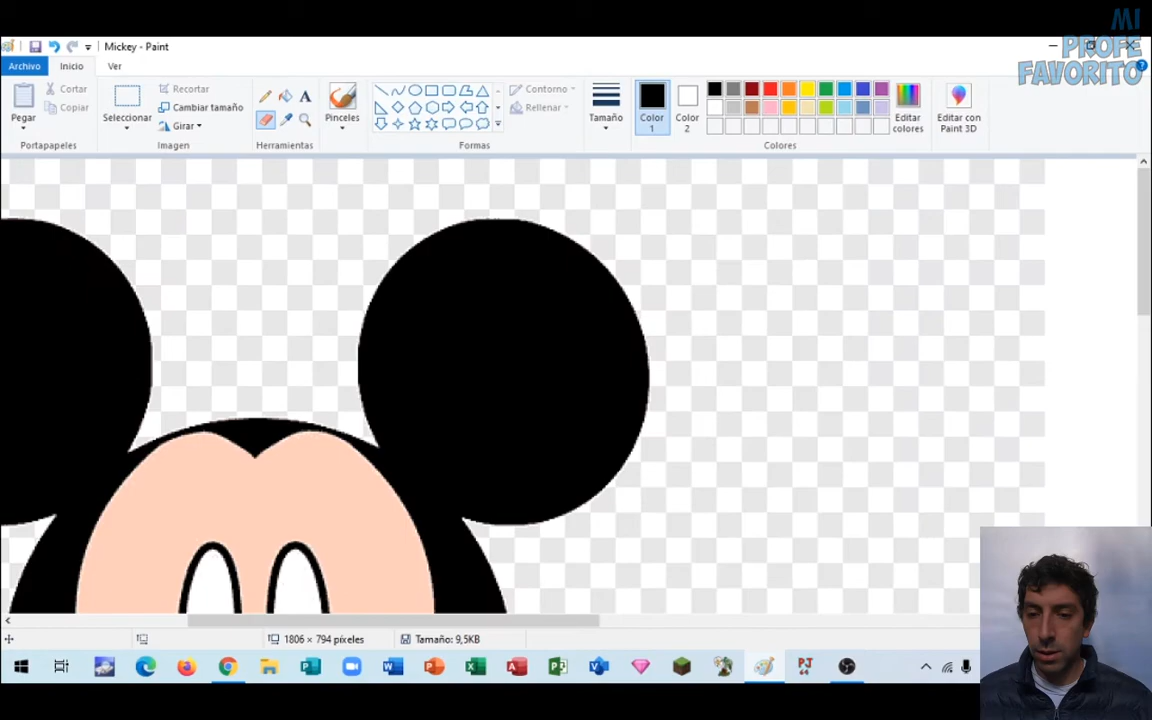 MI
PROFE
FAVORITO
Mickey - Paint
Archivo Inicio Ver
Pegar
Cortar
Copiar
Portapapeles
Seleccionar
Recortar
Cambiar tamaño
Girar
Imagen
A
Herramientas
Pinceles
Contorno
Rellenar
Formas
Tamaño
Color
1
Color
2
Editar
colores
Colores
Editar con
Paint 3D
1806 × 794 píxeles
Tamaño: 9,5KB